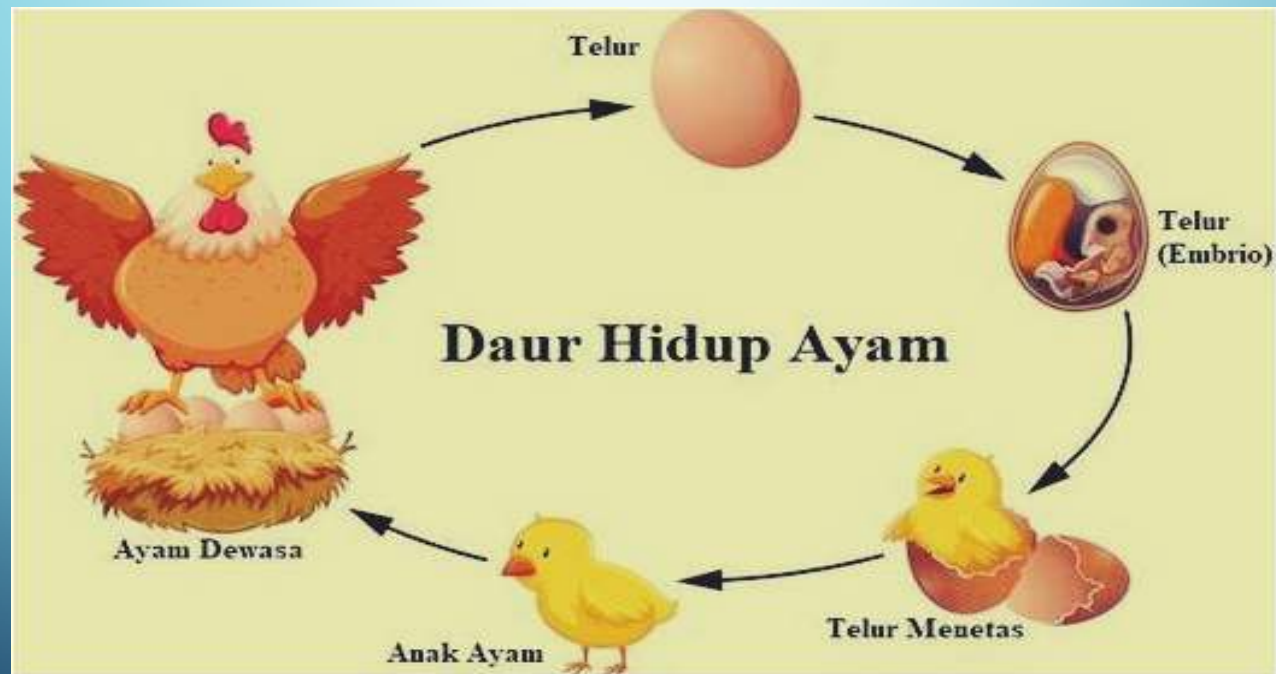 Telur
Telur
(Embrio)
Daur Hidup Ayam
Telur Menetas
Anak Ayam
Ayam Dewasa